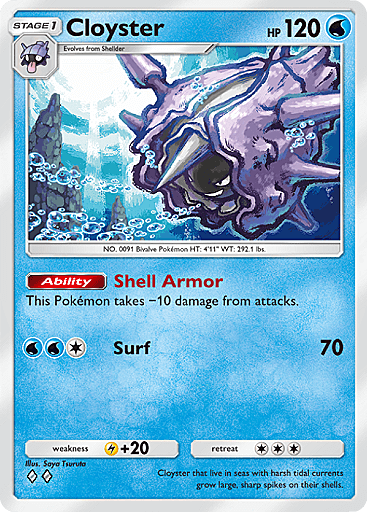 STAGE 1 Cloyster HP 120
Evolves from Shellder
NO. 0091 Bivalve Pokémon HT: 4'11" WT: 292.1 lbs.
Ability Shell Armor
This Pokémon takes −10 damage from attacks.
Surf 70
weakness +20 retreat
Illus. Saya Tsuruta
Cloyster that live in seas with harsh tidal currents
grow large, sharp spikes on their shells.